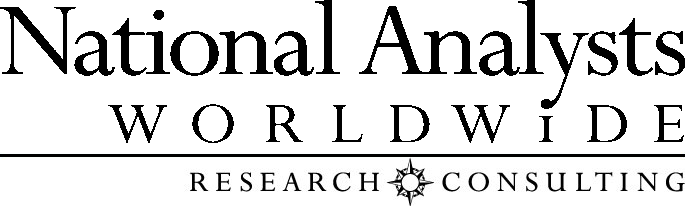 National Analysts
WORLDWiDE
RESEARCH CONSULTING